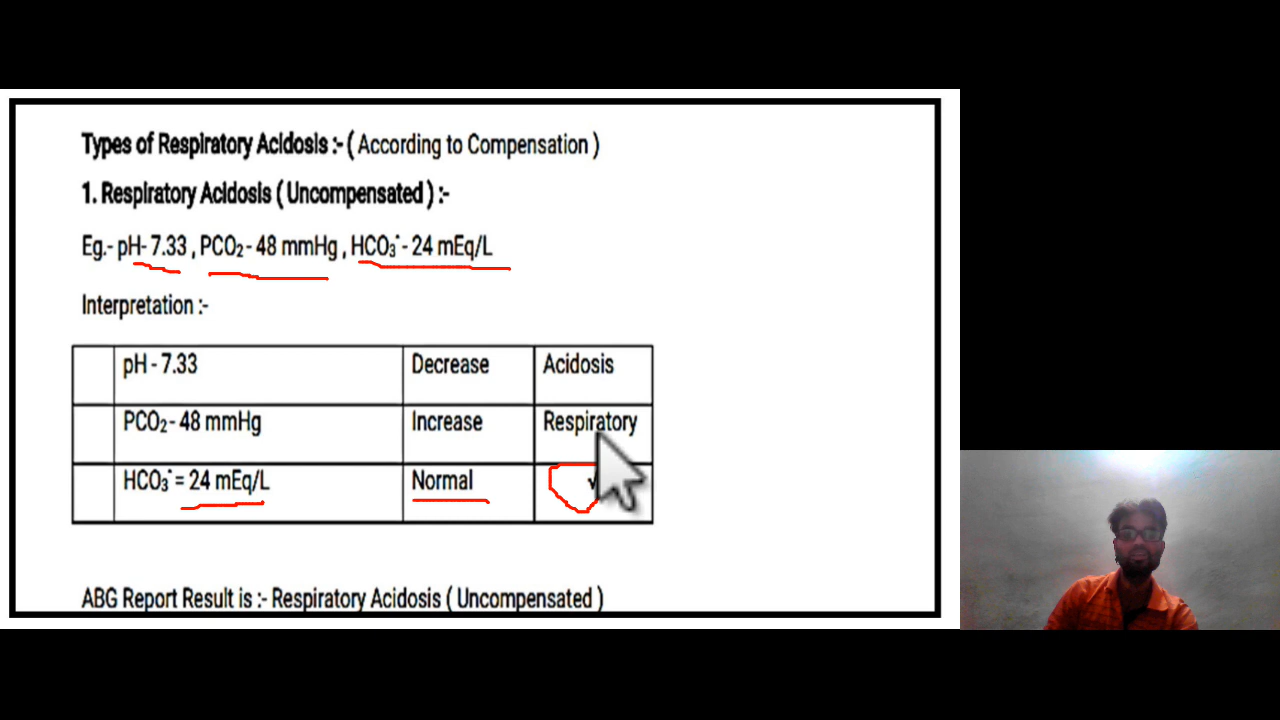 Types of Respiratory Acidosis :- ( According to Compensation )
1. Respiratory Acidosis ( Uncompensated ) :-
Eg.- pH- 7.33 , PCO₂ - 48 mmHg , HCO₃⁻ - 24 mEq/L
Interpretation :-
pH - 7.33 Decrease Acidosis
PCO₂ - 48 mmHg Increase Respiratory
HCO₃⁻ = 24 mEq/L Normal
ABG Report Result is :- Respiratory Acidosis ( Uncompensated )